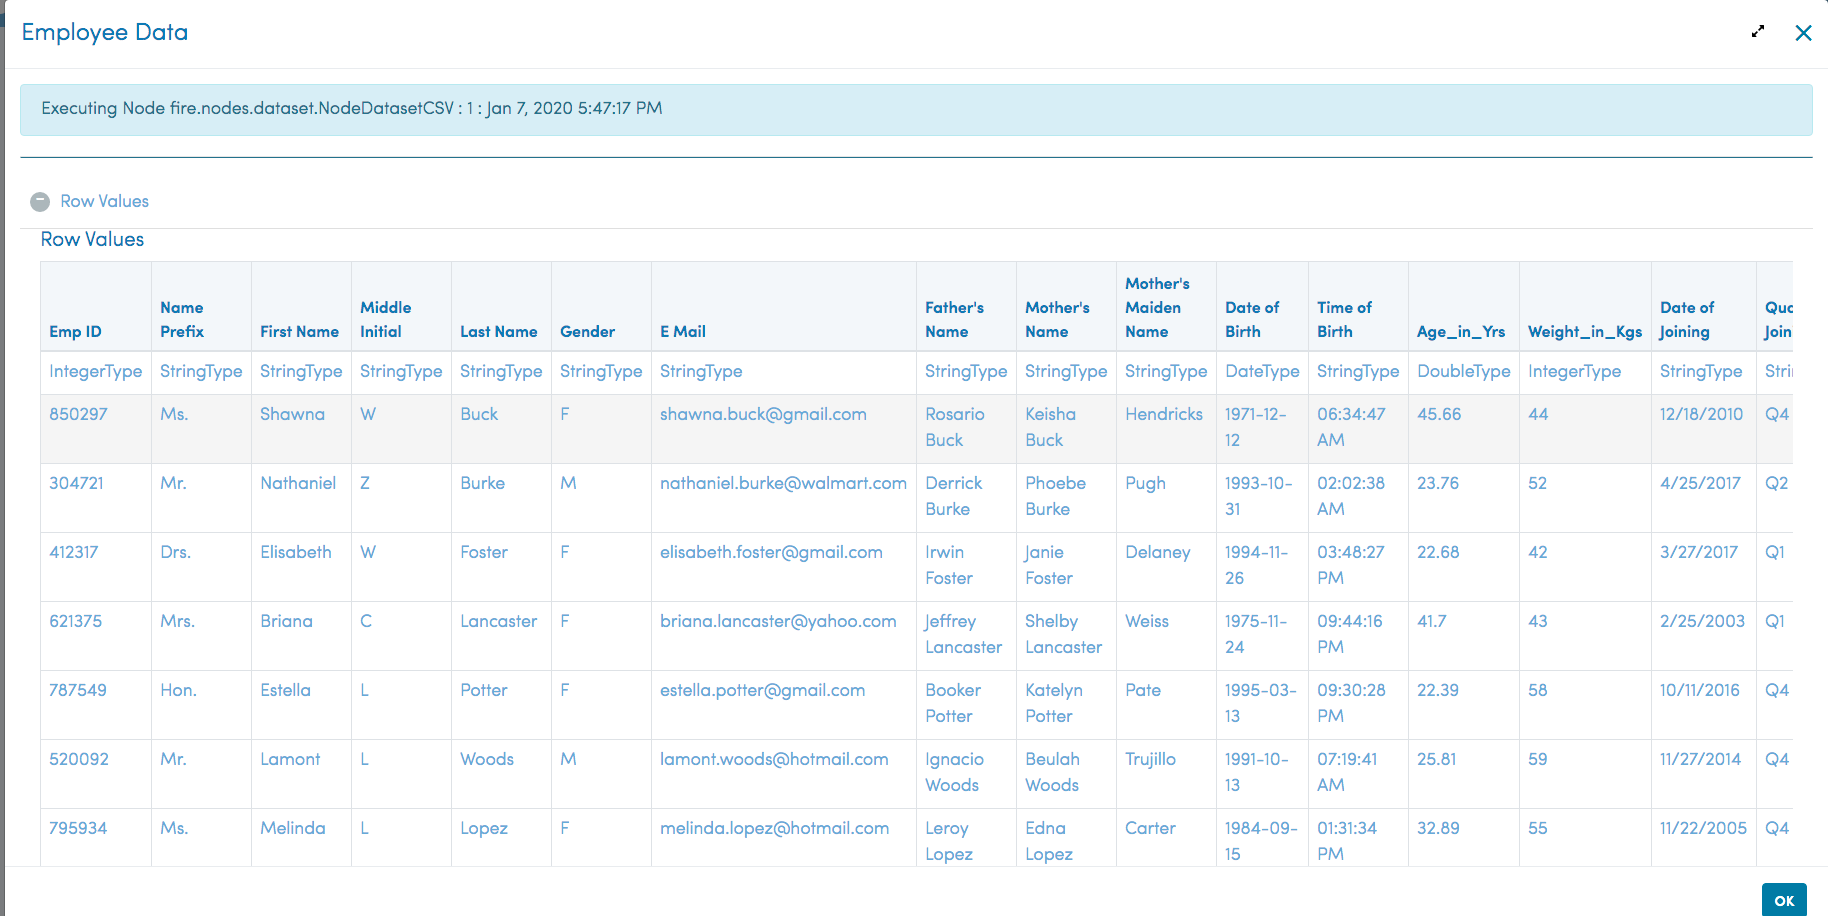 Employee Data
Executing Node fire.nodes.dataset.NodeDatasetCSV : 1 : Jan 7, 2020 5:47:17 PM
Row Values
Row Values
Emp ID Name Prefix First Name Middle Initial Last Name Gender E Mail Father's Name Mother's Name Mother's Maiden Name Date of Birth Time of Birth Age_in_Yrs Weight_in_Kgs Date of Joining
IntegerType StringType StringType StringType StringType StringType StringType StringType StringType StringType DateType StringType DoubleType IntegerType StringType
850297 Ms. Shawna W Buck F shawna.buck@gmail.com Rosario Buck Keisha Buck Hendricks 1971-12-12 06:34:47 AM 45.66 44 12/18/2010 Q4
304721 Mr. Nathaniel Z Burke M nathaniel.burke@walmart.com Derrick Burke Phoebe Burke Pugh 1993-10-31 02:02:38 AM 23.76 52 4/25/2017 Q2
412317 Drs. Elisabeth W Foster F elisabeth.foster@gmail.com Irwin Foster Janie Foster Delaney 1994-11-26 03:48:27 PM 22.68 42 3/27/2017 Q1
621375 Mrs. Briana C Lancaster F briana.lancaster@yahoo.com Jeffrey Lancaster Shelby Lancaster Weiss 1975-11-24 09:44:16 PM 41.7 43 2/25/2003 Q1
787549 Hon. Estella L Potter F estella.potter@gmail.com Booker Potter Katelyn Potter Pate 1995-03-13 09:30:28 PM 22.39 58 10/11/2016 Q4
520092 Mr. Lamont L Woods M lamont.woods@hotmail.com Ignacio Woods Beulah Woods Trujillo 1991-10-13 07:19:41 AM 25.81 59 11/27/2014 Q4
795934 Ms. Melinda L Lopez F melinda.lopez@hotmail.com Leroy Lopez Edna Lopez Carter 1984-09-15 01:31:34 PM 32.89 55 11/22/2005 Q4
OK